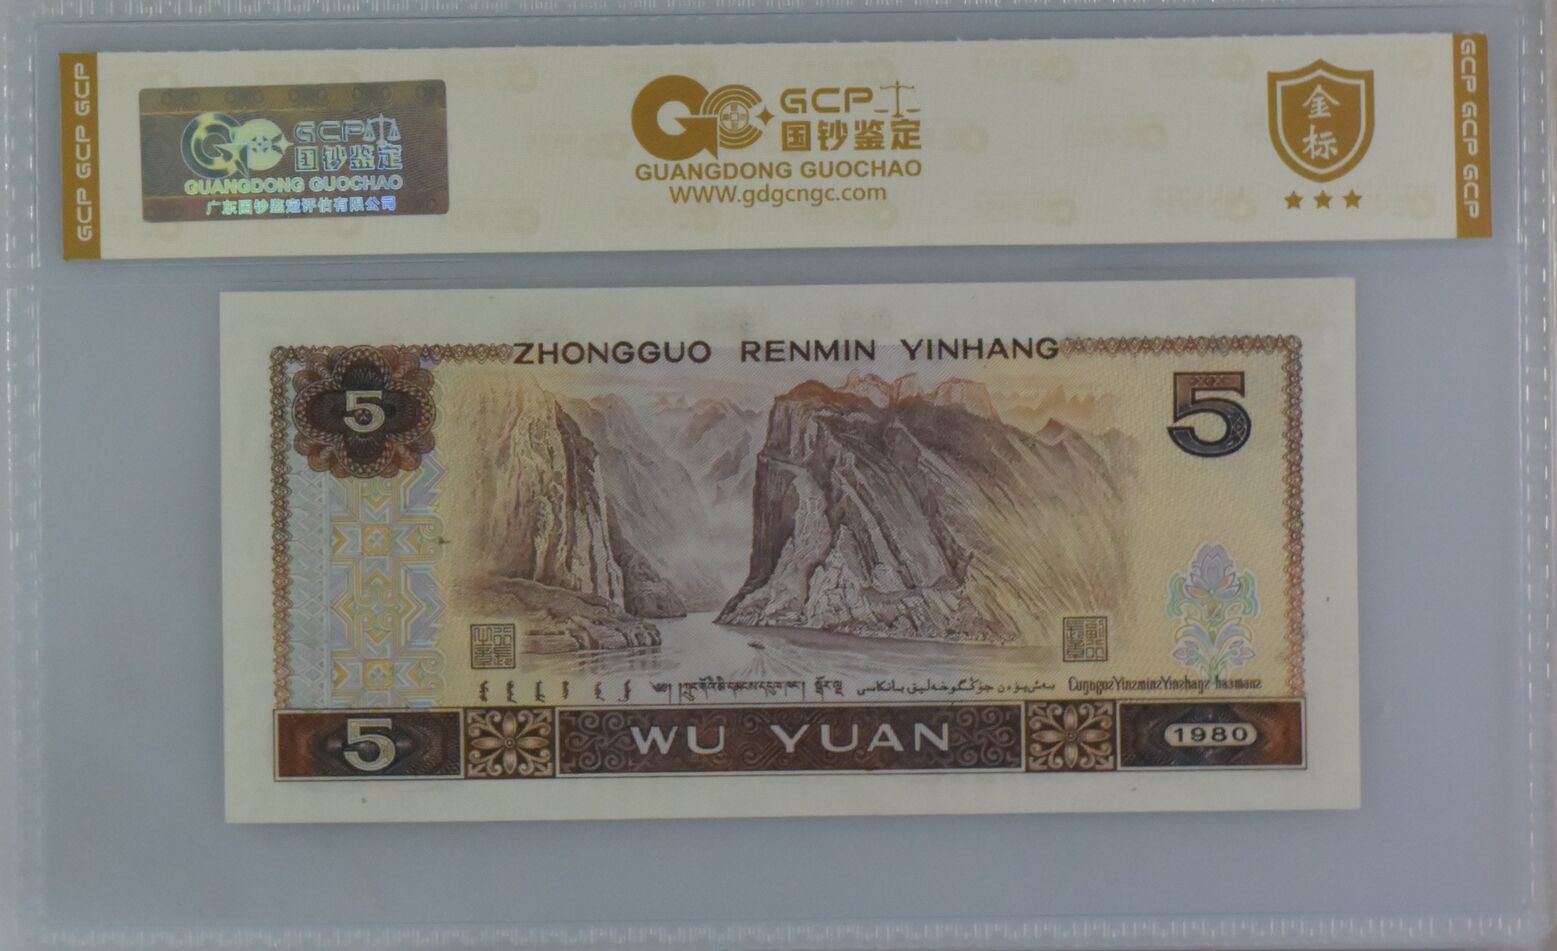 GCP GCP GCP
GCP
国钞鉴定
GUANGDONG GUOCHAO
广东国钞鉴定评估有限公司
GCP
国钞鉴定
GUANGDONG GUOCHAO
WWW.gdgcngc.com
金标
GCP GCP GCP
ZHONGGUO RENMIN YINHANG
5
5
5
WU YUAN
1980